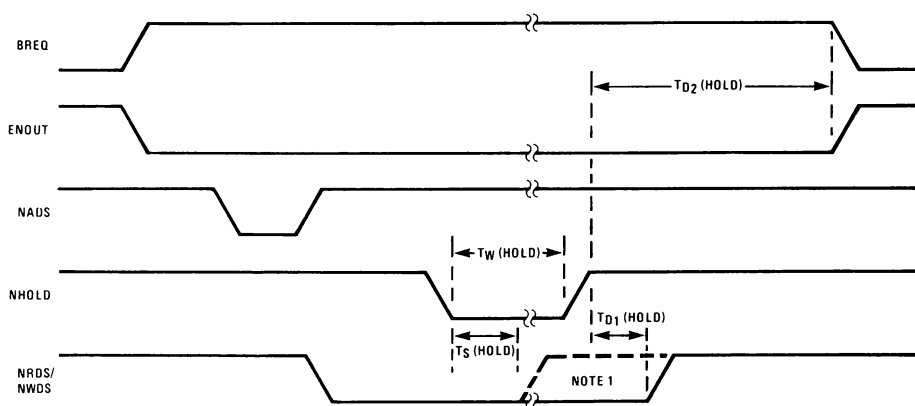 BREQ
TD2 (HOLD)
ENOUT
NADS
TW (HOLD)
NHOLD
TD1 (HOLD)
TS (HOLD)
NRDS/
NWDS
NOTE 1